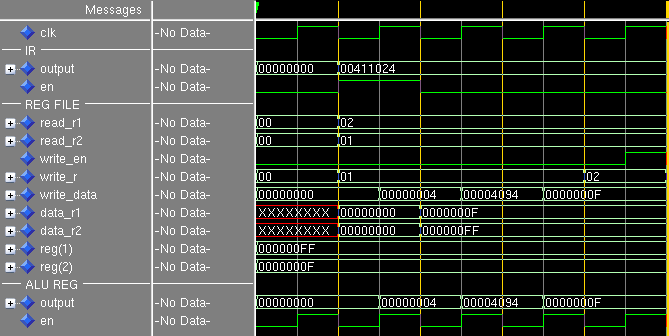 Messages
clk -No Data-
IR
output -No Data- 00000000 00411024
en -No Data-
REG FILE
read_r1 -No Data- 00 02
read_r2 -No Data- 00 01
write_en -No Data-
write_r -No Data- 00 01 02
write_data -No Data- 00000000 00000004 00004094 0000000F
data_r1 -No Data- XXXXXXXX 00000000 0000000F
data_r2 -No Data- XXXXXXXX 00000000 000000FF
reg(1) -No Data- 000000FF
reg(2) -No Data- 0000000F
ALU REG
output -No Data- 00000000 00000004 00004094 0000000F
en -No Data-